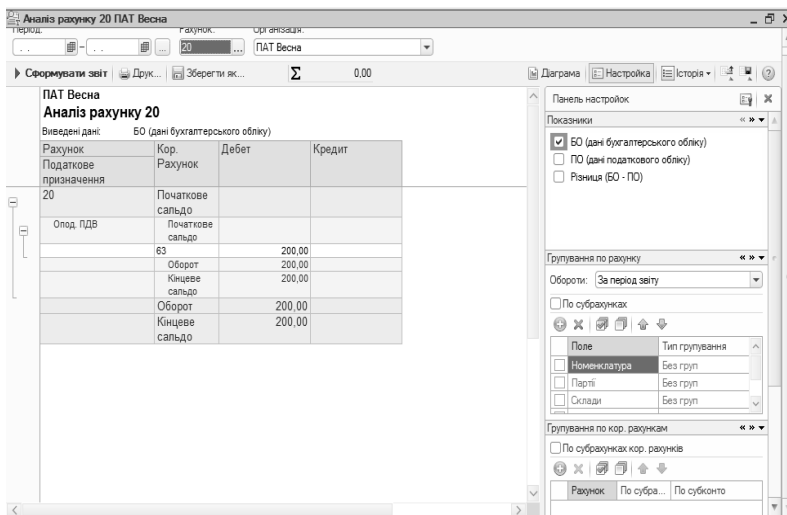 Аналіз рахунку 20 ПАТ Весна
Період: Рахунок: Організація:
. . - . . ... 20 ... ПАТ Весна
Сформувати звіт Друк... Зберегти як... Σ 0,00 Діаграма Настройка Історія
ПАТ Весна
Аналіз рахунку 20
Виведені дані: БО (дані бухгалтерського обліку)
Рахунок Кор. Рахунок Дебет Кредит
Податкове призначення
20 Початкове сальдо
Опод. ПДВ Початкове сальдо
63 200,00
Оборот 200,00
Кінцеве сальдо 200,00
Оборот 200,00
Кінцеве сальдо 200,00
Панель настройок
Показники
БО (дані бухгалтерського обліку)
ПО (дані податкового обліку)
Різниця (БО - ПО)
Групування по рахунку
Обороти: За період звіту
По субрахунках
Поле Тип групування
Номенклатура Без груп
Партії Без груп
Склади Без груп
Групування по кор. рахункам
По субрахунках кор. рахунків
Рахунок По субра... По субконто